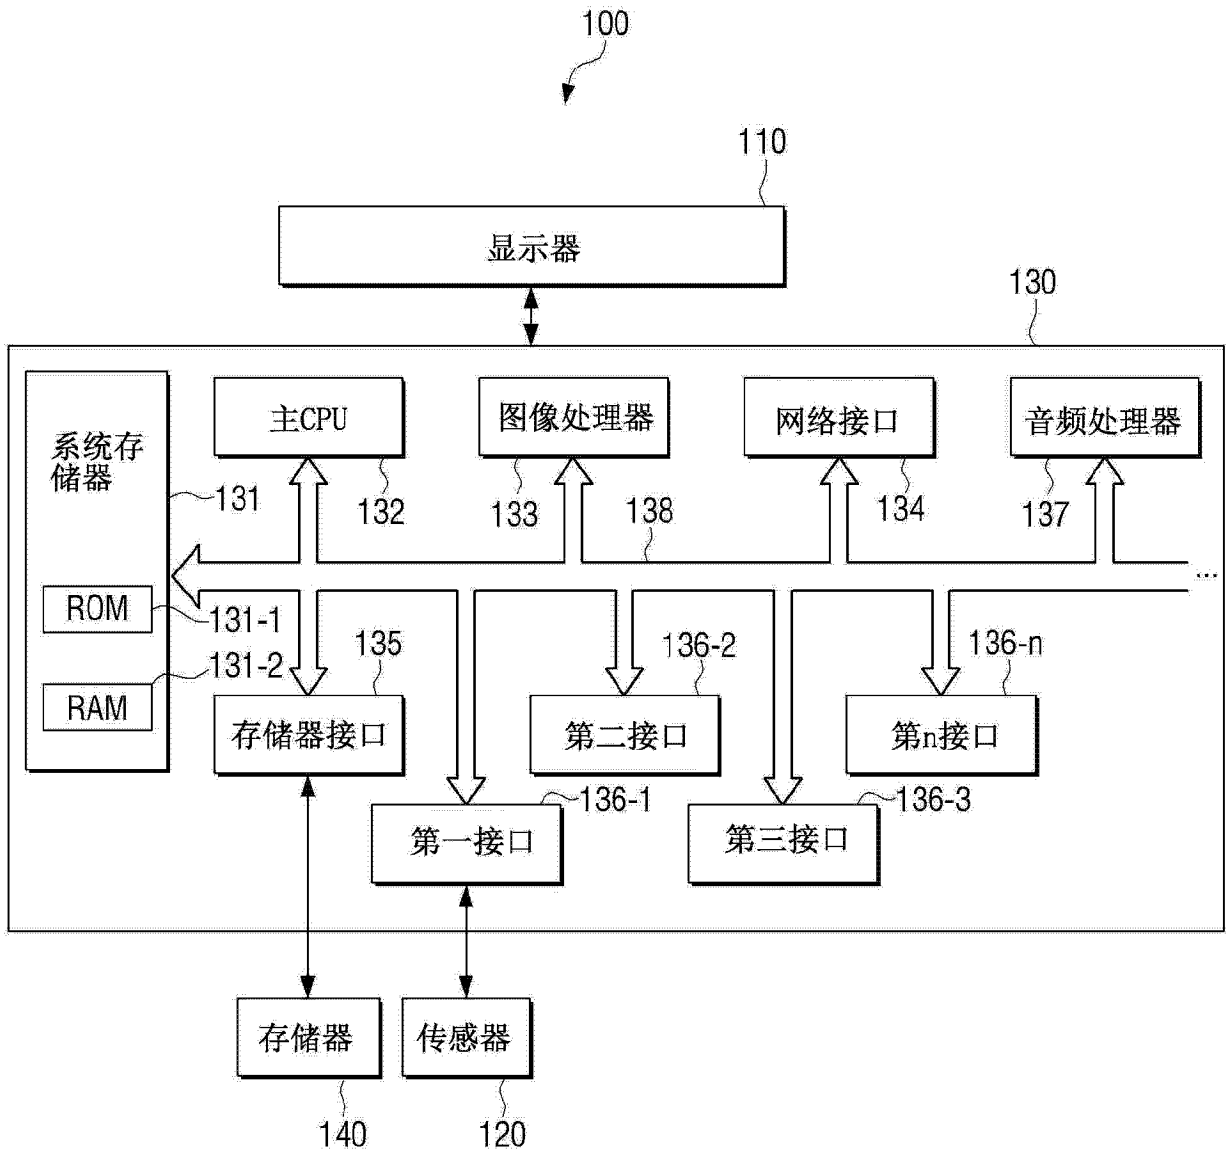 100
110
显示器
130
主CPU
图像处理器
网络接口
音频处理器
系统存
储器
131
132
133
138
134
137
...
ROM
131-1
135
136-2
136-n
131-2
RAM
存储器接口
第二接口
第n接口
136-1
136-3
第一接口
第三接口
存储器
传感器
140
120